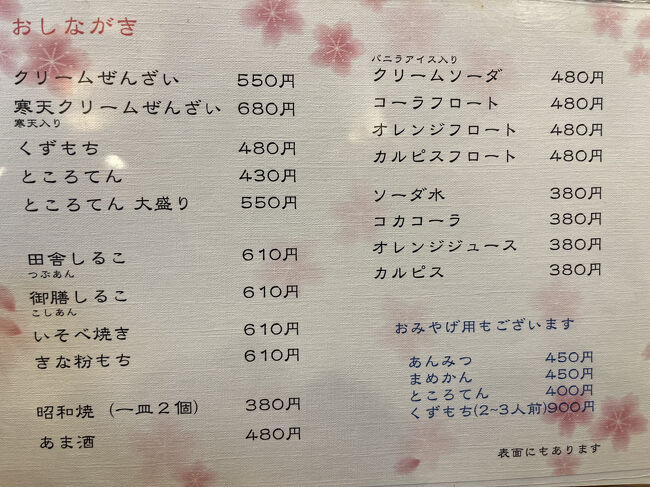 おしながき
クリームぜんざい 550円
寒天クリームぜんざい 680円
寒天入り
くずもち 480円
ところてん 430円
ところてん 大盛り 550円
田舎しるこ 610円
つぶあん
御膳しるこ 610円
こしあん
いそべ焼き 610円
きな粉もち 610円
昭和焼 (一皿2個) 380円
あま酒 480円
バニラアイス入り
クリームソーダ 480円
コーラフロート 480円
オレンジフロート 480円
カルピスフロート 480円
ソーダ水 380円
コカコーラ 380円
オレンジジュース 380円
カルピス 380円
おみやげ用もございます
あんみつ 450円
まめかん 450円
ところてん 400円
くずもち(2~3人前) 900円
表面にもあります